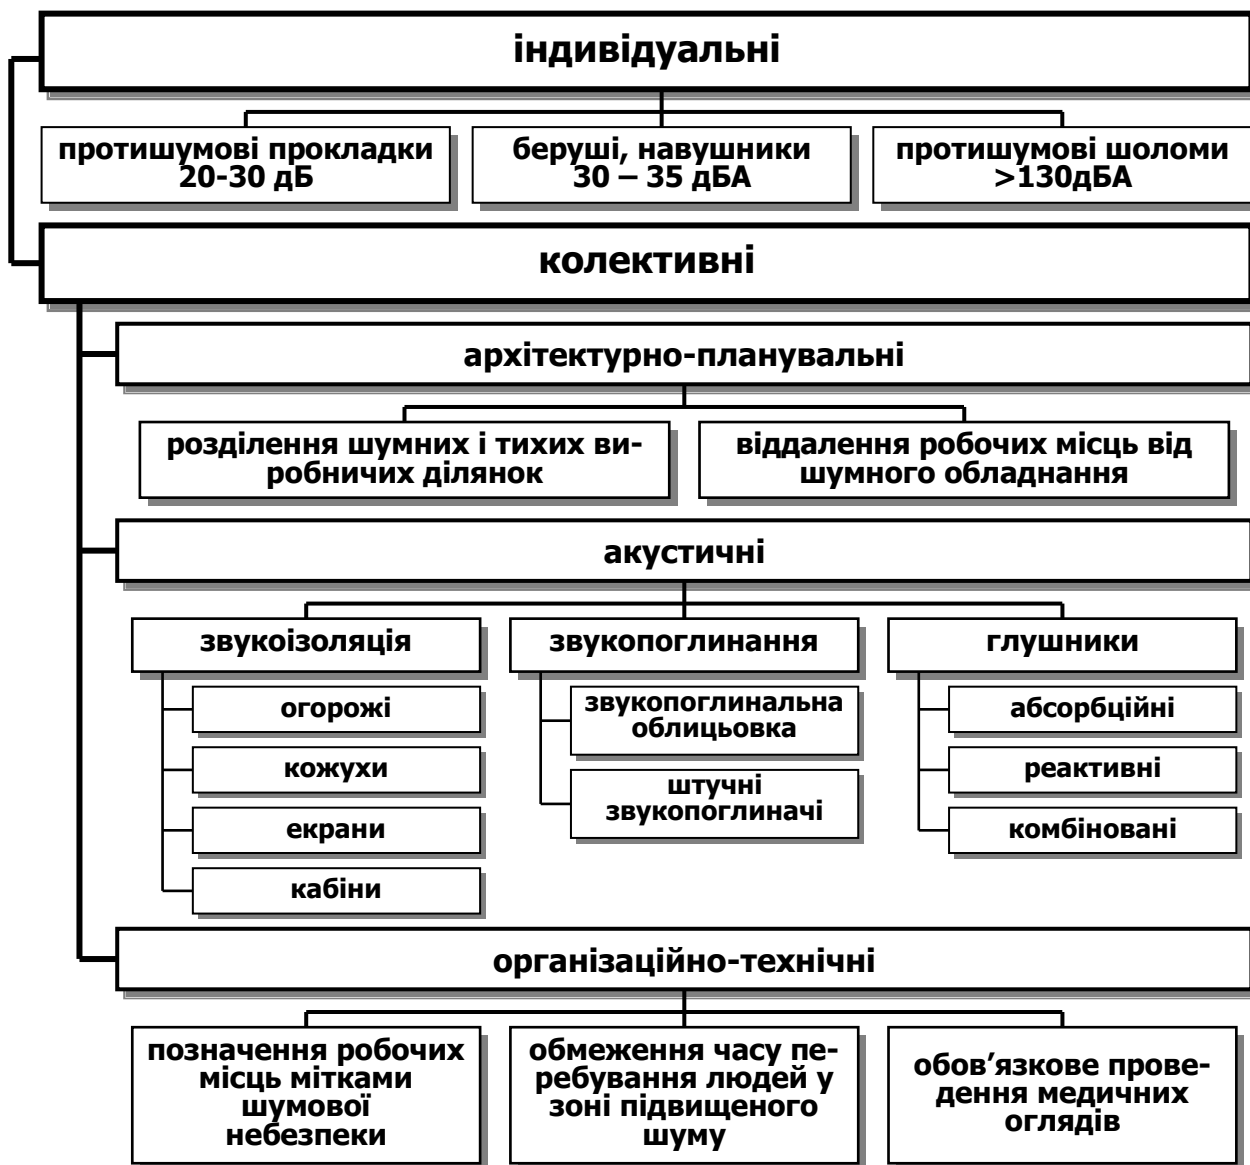 індивідуальні
протишумові прокладки
20-30 дБ
беруші, навушники
30 – 35 дБА
протишумові шоломи
>130дБА
колективні
архітектурно-планувальні
розділення шумних і тихих ви-
робничих ділянок
віддалення робочих місць від
шумного обладнання
акустичні
звукоізоляція
огорожі
кожухи
екрани
кабіни
звукопоглинання
звукопоглинальна
облицьовка
штучні
звукопоглиначі
глушники
абсорбційні
реактивні
комбіновані
організаційно-технічні
позначення робочих
місць мітками
шумової
небезпеки
обмеження часу пе-
ребування людей у
зоні підвищеного
шуму
обов’язкове прове-
дення медичних
оглядів